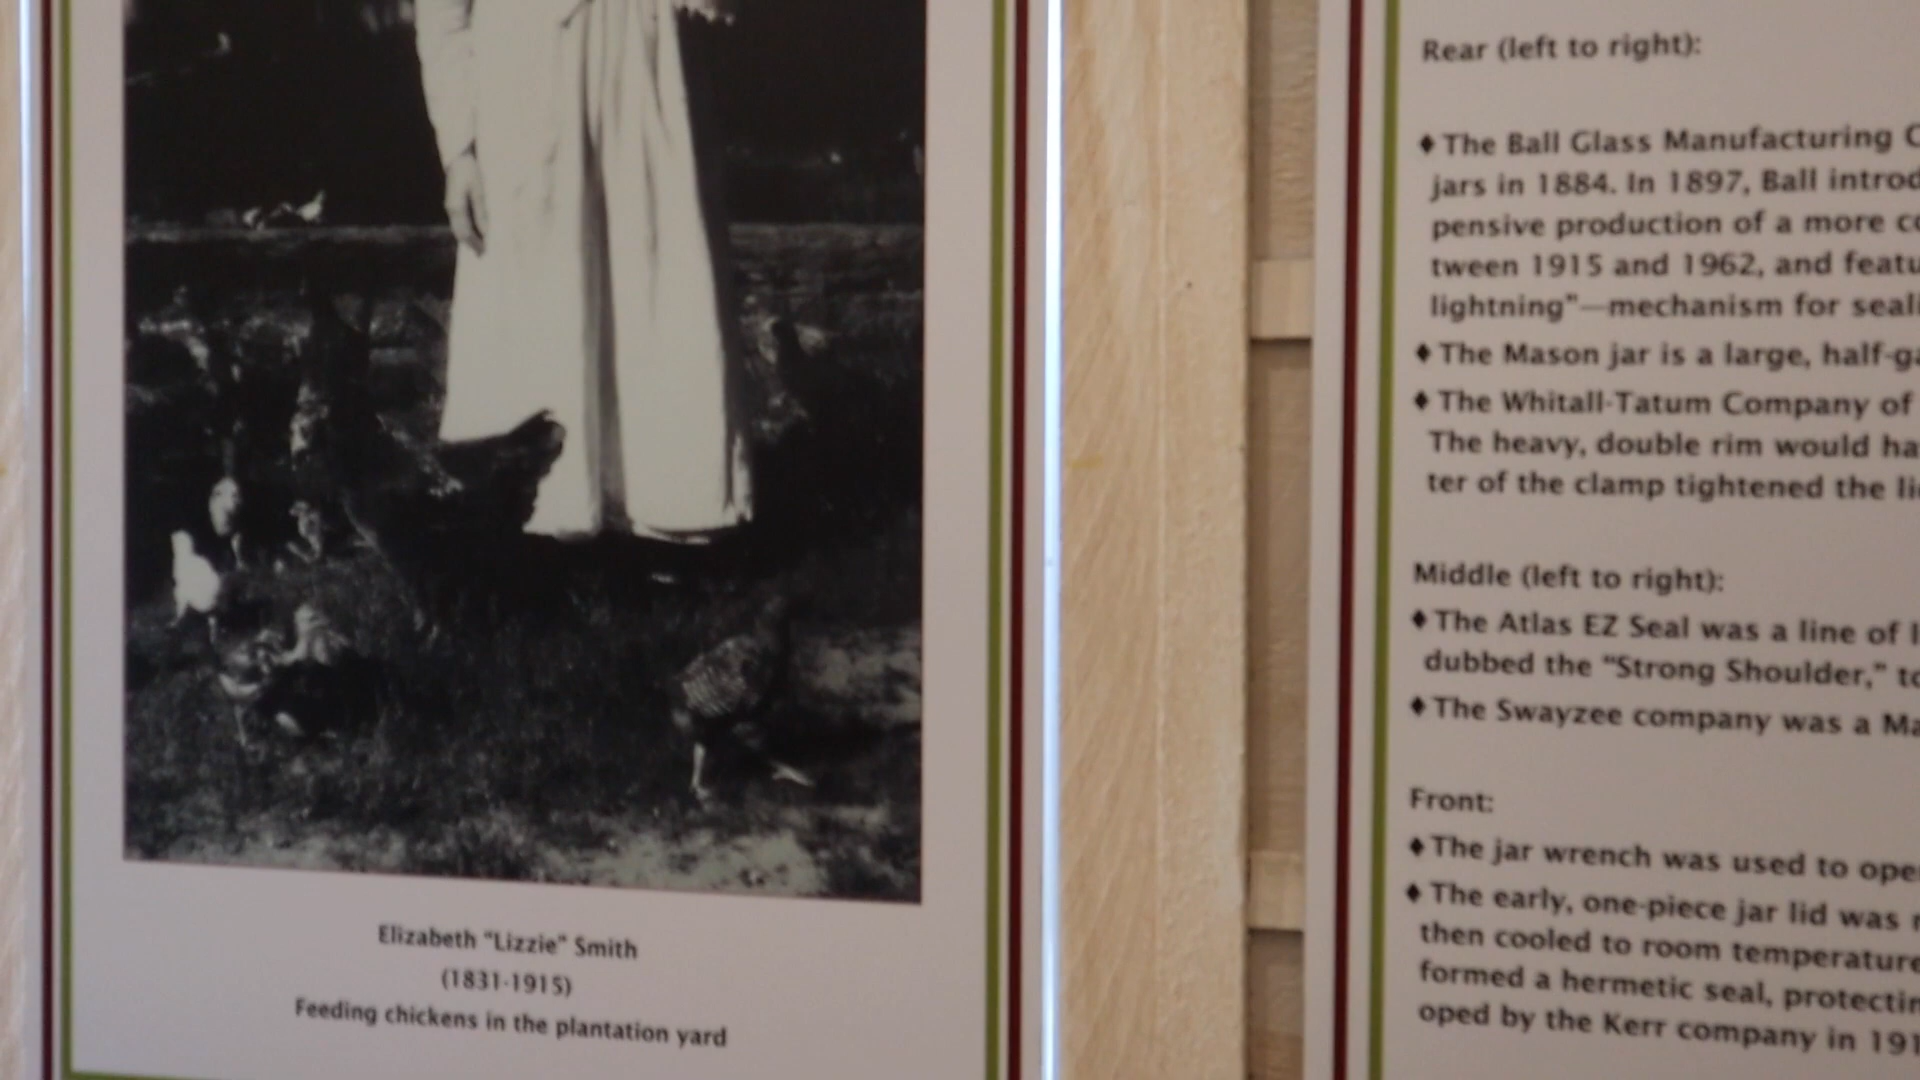 Elizabeth "Lizzie" Smith
(1831-1915)
Feeding chickens in the plantation yard
Rear (left to right):
♦ The Ball Glass Manufacturing
jars in 1884. In 1897, Ball
pensive production of a more
tween 1915 and 1962, and
lightning"—mechanism for
♦ The Mason jar is a large,
♦ The Whitall-Tatum Company of
The heavy, double rim would
ter of the clamp tightened the
Middle (left to right):
♦ The Atlas EZ Seal was a line of
dubbed the "Strong Shoulder,"
♦ The Swayzee company was a
Front:
♦ The jar wrench was used to
♦ The early, one-piece jar lid was
then cooled to room temperature
formed a hermetic seal,
oped by the Kerr company in